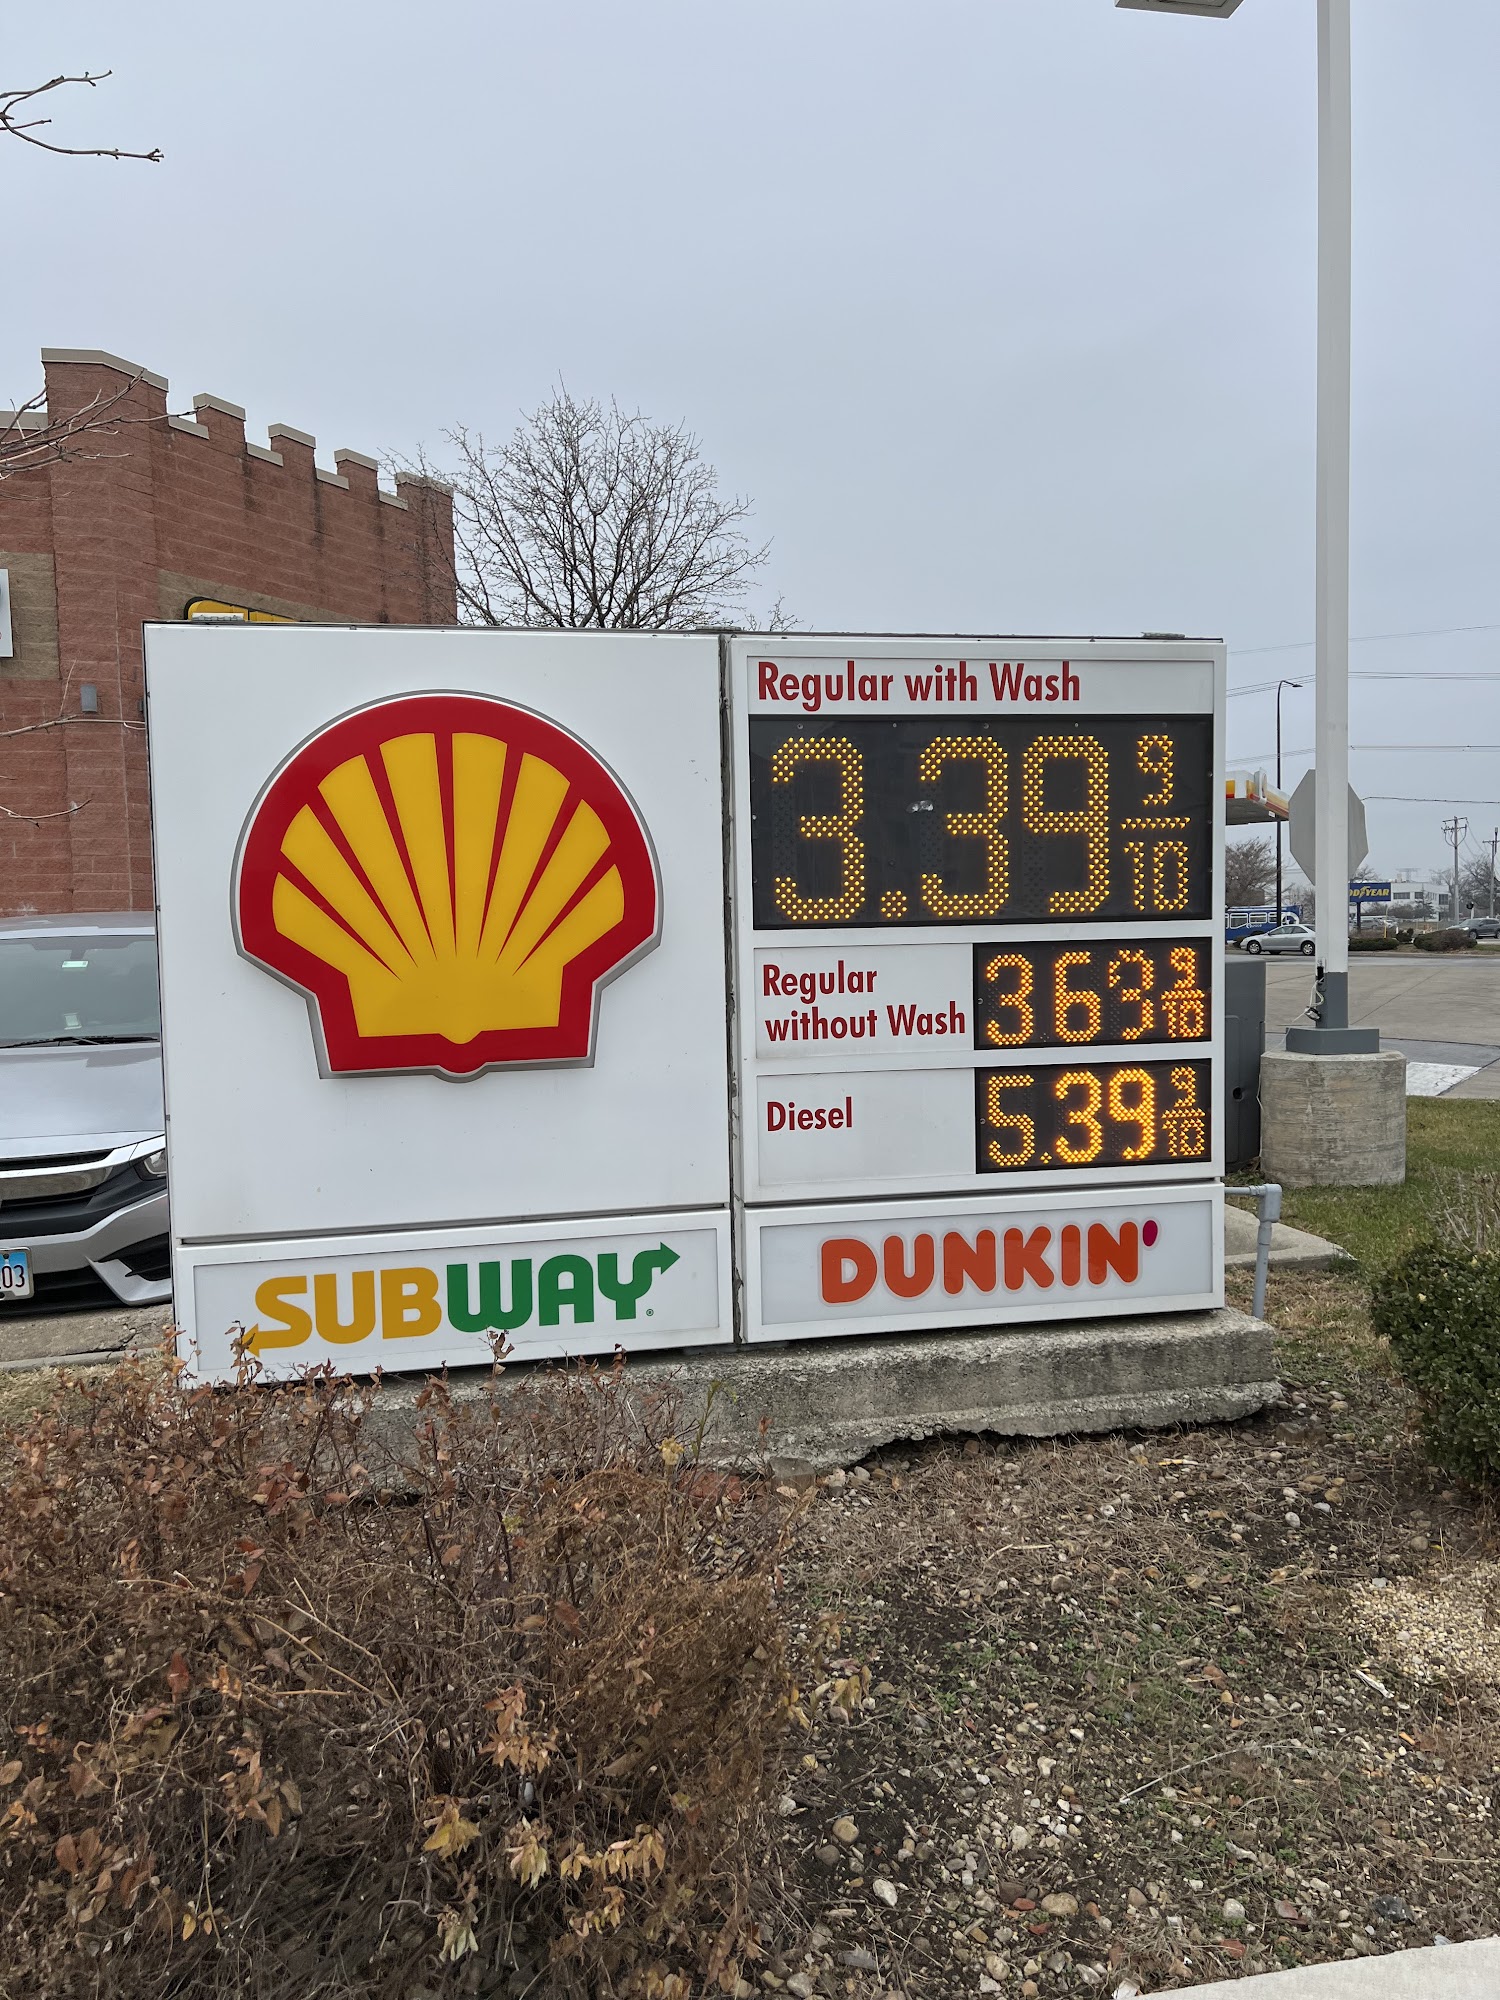 Regular with Wash
3.39 9/10
Regular
without Wash
3.63 9/10
Diesel
5.39 9/10
SUBWAY
DUNKIN'
03